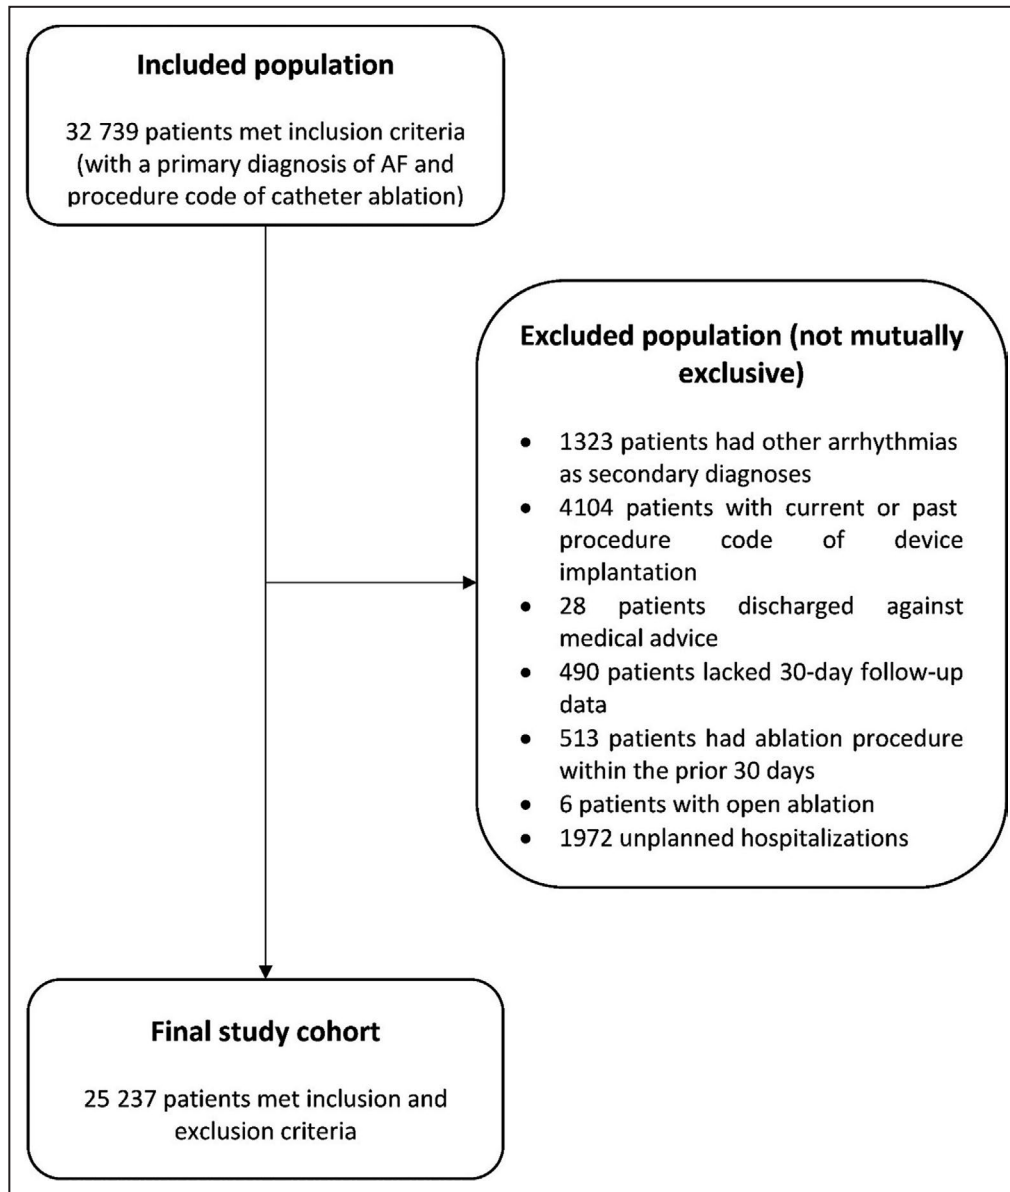 Included population
32 739 patients met inclusion criteria
(with a primary diagnosis of AF and
procedure code of catheter ablation)
Excluded population (not mutually
exclusive)
• 1323 patients had other arrhythmias
as secondary diagnoses
• 4104 patients with current or past
procedure code of device
implantation
• 28 patients discharged against
medical advice
• 490 patients lacked 30-day follow-up
data
• 513 patients had ablation procedure
within the prior 30 days
• 6 patients with open ablation
• 1972 unplanned hospitalizations
Final study cohort
25 237 patients met inclusion and
exclusion criteria